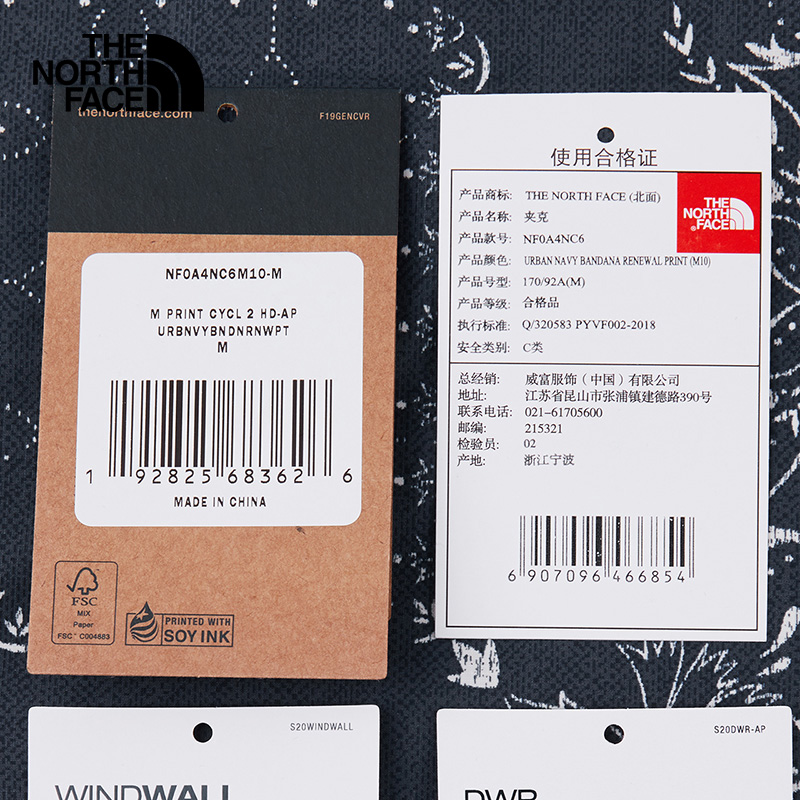 THE
NORTH
FACE
thenorthface.com
F19GENCVR
NF0A4NC6M10-M
M PRINT CYCL 2 HD-AP
URBNVYBNDNRNWPT
M
1 92825 68362 6
MADE IN CHINA
FSC
MIX
Paper
FSC® C004683
PRINTED WITH
SOY INK
使用合格证
产品商标: THE NORTH FACE (北面)
产品名称: 夹克
产品款号: NF0A4NC6
产品颜色: URBAN NAVY BANDANA RENEWAL PRINT (M10)
产品号型: 170/92A(M)
产品等级: 合格品
执行标准: Q/320583 PYVF002-2018
安全类别: C类
THE
NORTH
FACE
总经销: 威富服饰(中国)有限公司
地址: 江苏省昆山市张浦镇建德路390号
联系电话: 021-61705600
邮编: 215321
检验员: 02
产地: 浙江宁波
6 907096 466854
S20WINDWALL
WINDWALL
S20DWR-AP
DWR